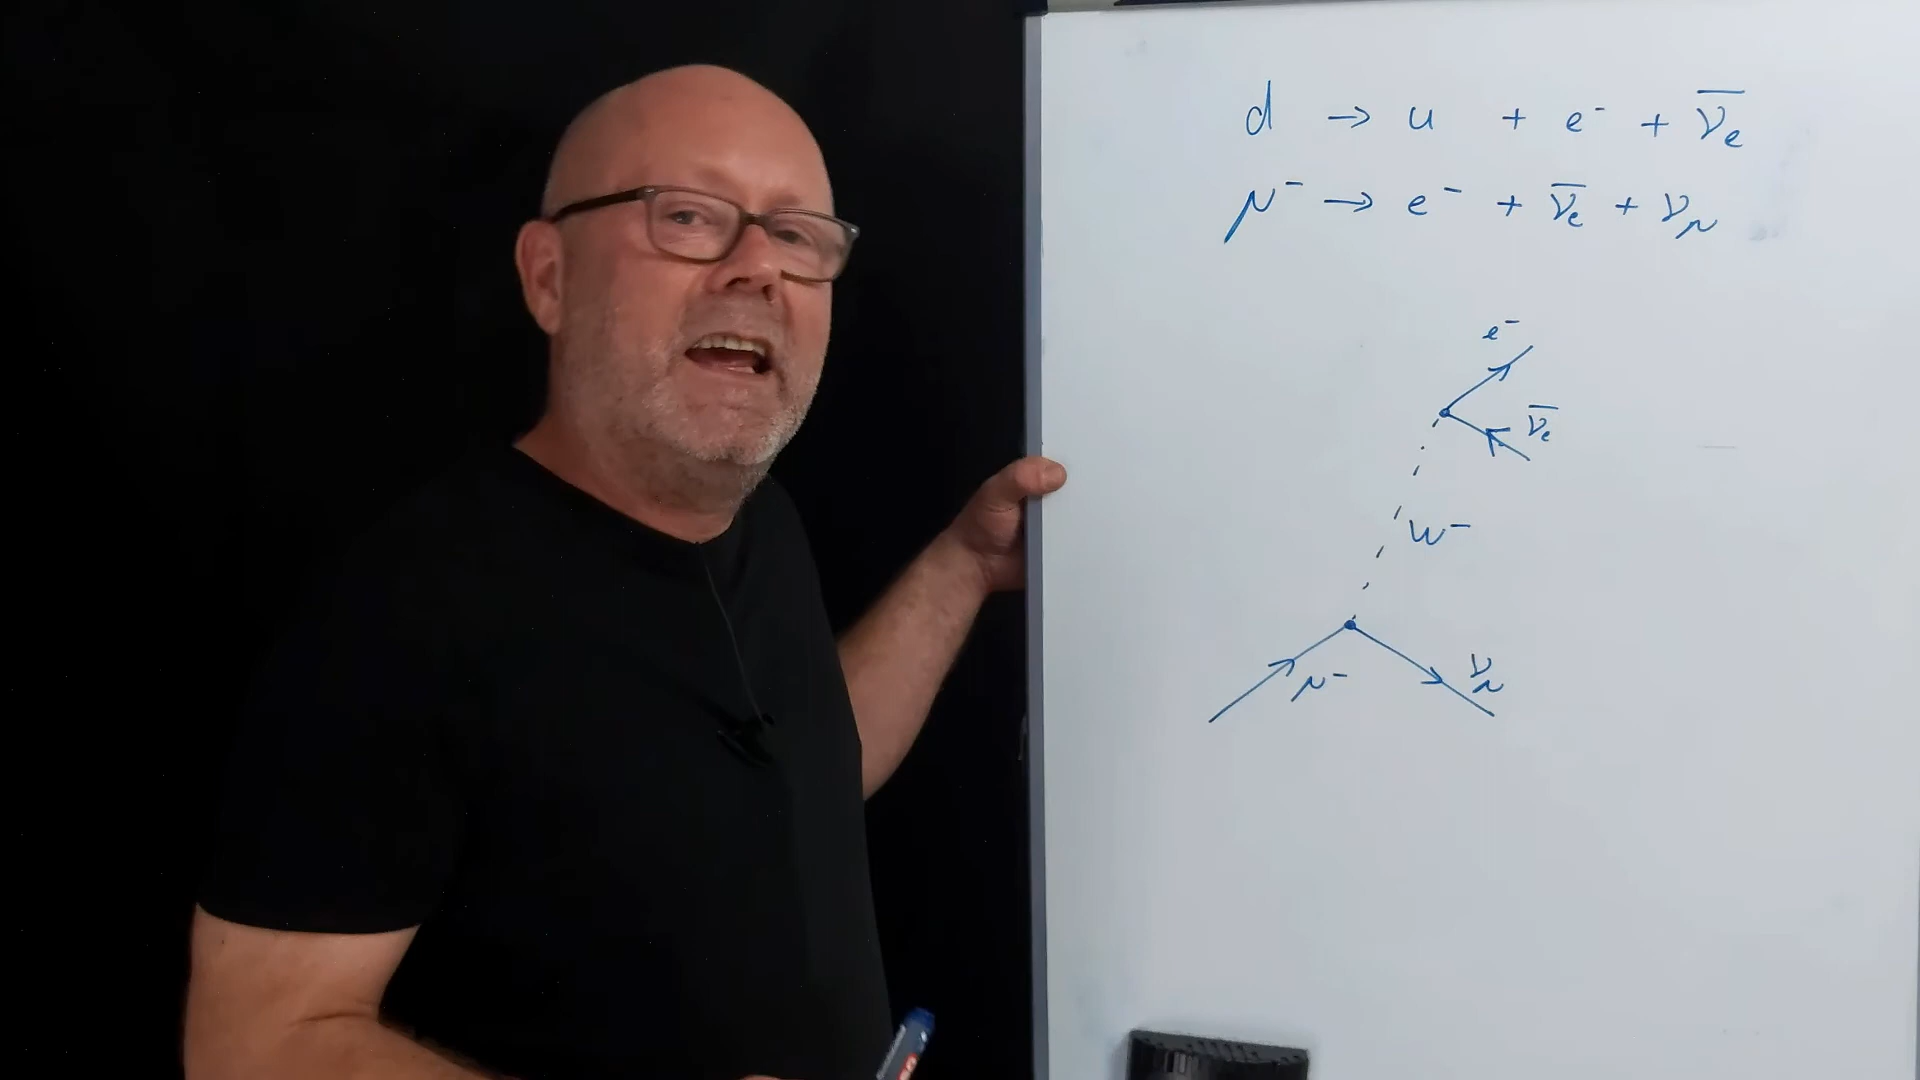 d → u + e⁻ + ν̅ₑ
μ⁻ → e⁻ + ν̅ₑ + ν_μ
e⁻
ν̅ₑ
W⁻
μ⁻
ν_μ